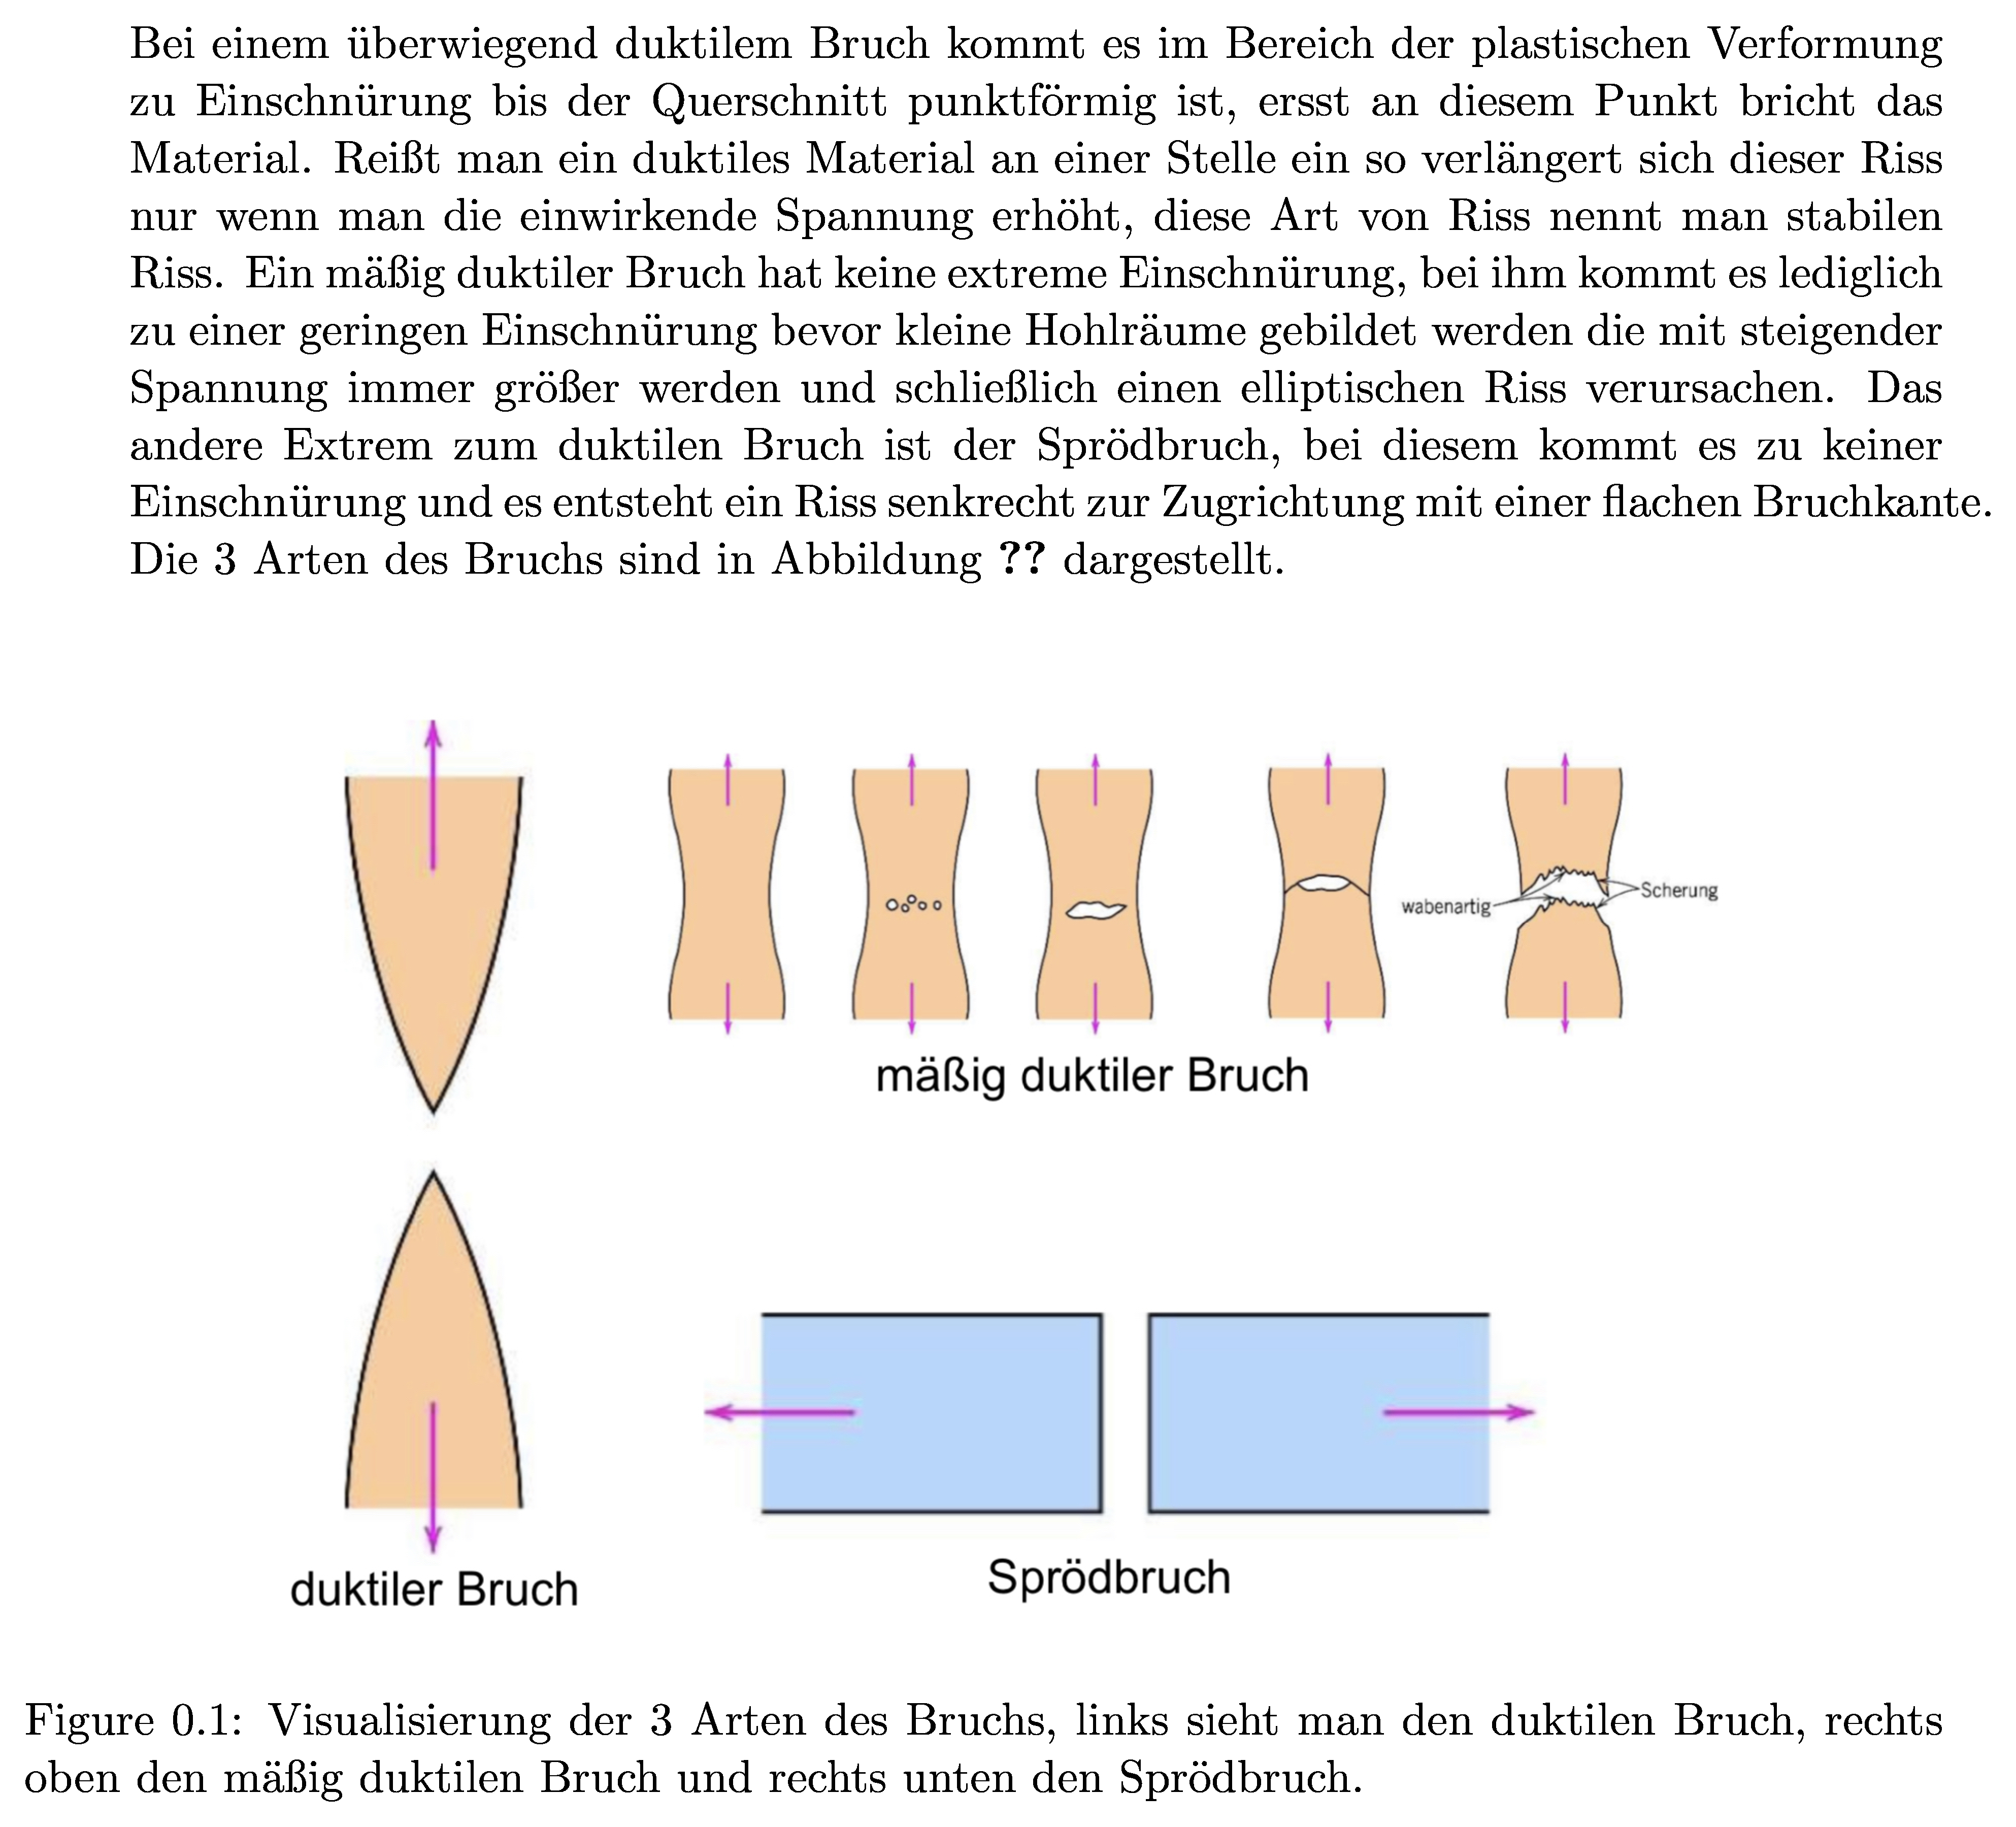 Bei einem überwiegend duktilem Bruch kommt es im Bereich der plastischen Verformung
zu Einschnürung bis der Querschnitt punktförmig ist, ersst an diesem Punkt bricht das
Material. Reißt man ein duktiles Material an einer Stelle ein so verlängert sich dieser Riss
nur wenn man die einwirkende Spannung erhöht, diese Art von Riss nennt man stabilen
Riss. Ein mäßig duktiler Bruch hat keine extreme Einschnürung, bei ihm kommt es lediglich
zu einer geringen Einschnürung bevor kleine Hohlräume gebildet werden die mit steigender
Spannung immer größer werden und schließlich einen elliptischen Riss verursachen. Das
andere Extrem zum duktilen Bruch ist der Sprödbruch, bei diesem kommt es zu keiner
Einschnürung und es entsteht ein Riss senkrecht zur Zugrichtung mit einer flachen Bruchkante.
Die 3 Arten des Bruchs sind in Abbildung ?? dargestellt.
wabenartig
Scherung
mäßig duktiler Bruch
duktiler Bruch
Sprödbruch
Figure 0.1: Visualisierung der 3 Arten des Bruchs, links sieht man den duktilen Bruch, rechts
oben den mäßig duktilen Bruch und rechts unten den Sprödbruch.